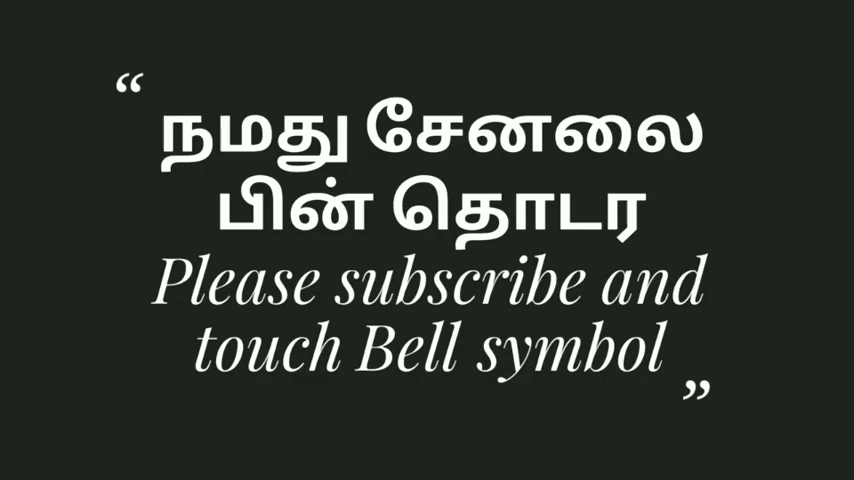 “
நமது சேனலை
பின் தொடர
Please subscribe and
touch Bell symbol
”